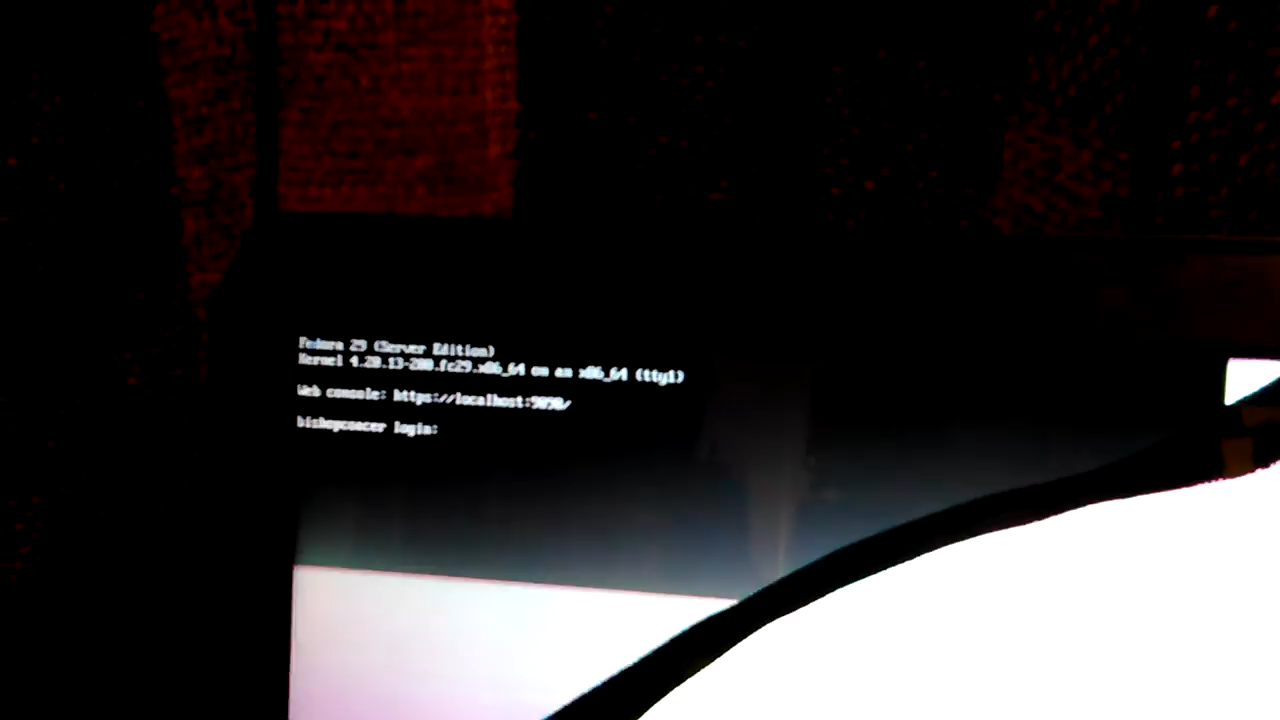 Fedora 29 (Server Edition)
Kernel 4.20.13-200.fc29.x86_64 on an x86_64 (tty1)
Web console: https://localhost:9090/
login: